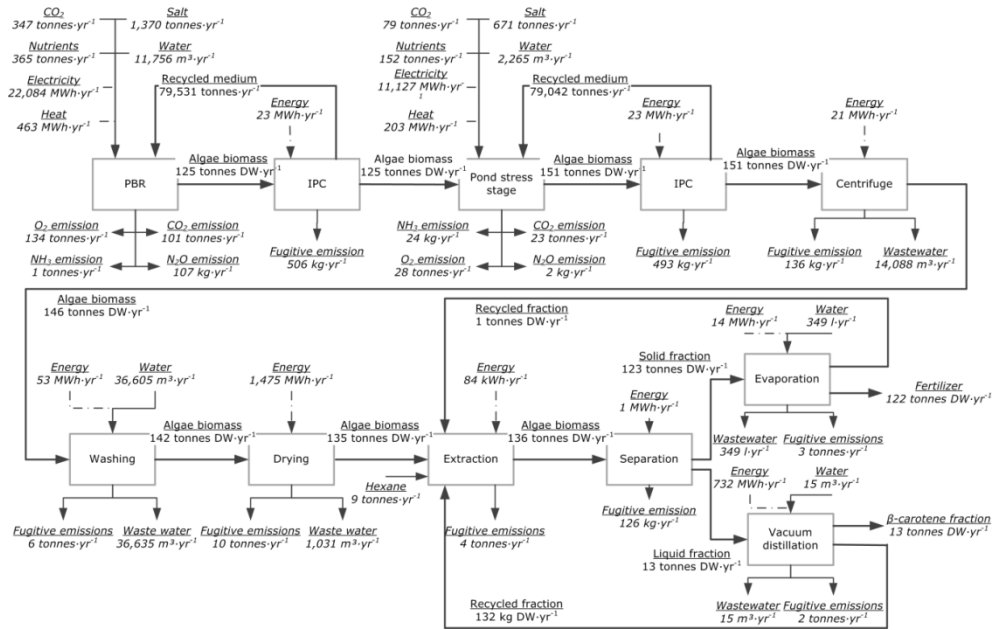 CO₂
347 tonnes·yr⁻¹
Salt
1,370 tonnes·yr⁻¹
Nutrients
365 tonnes·yr⁻¹
Water
11,756 m³·yr⁻¹
Electricity
22,084 MWh·yr⁻¹
Heat
463 MWh·yr⁻¹
Recycled medium
79,531 tonnes·yr⁻¹
Energy
23 MWh·yr⁻¹
PBR
Algae biomass
125 tonnes DW·yr⁻¹
IPC
Algae biomass
125 tonnes DW·yr⁻¹
O₂ emission
134 tonnes·yr⁻¹
CO₂ emission
101 tonnes·yr⁻¹
NH₃ emission
1 tonnes·yr⁻¹
N₂O emission
107 kg·yr⁻¹
Fugitive emission
506 kg·yr⁻¹
CO₂
79 tonnes·yr⁻¹
Salt
671 tonnes·yr⁻¹
Nutrients
152 tonnes·yr⁻¹
Water
2,265 m³·yr⁻¹
Electricity
11,127 MWh·yr⁻
¹
Heat
203 MWh·yr⁻¹
Recycled medium
79,042 tonnes·yr⁻¹
Energy
23 MWh·yr⁻¹
Energy
21 MWh·yr⁻¹
Pond stress
stage
Algae biomass
151 tonnes DW·yr⁻¹
IPC
Algae biomass
151 tonnes DW·yr⁻¹
Centrifuge
NH₃ emission
24 kg·yr⁻¹
CO₂ emission
23 tonnes·yr⁻¹
O₂ emission
28 tonnes·yr⁻¹
N₂O emission
2 kg·yr⁻¹
Fugitive emission
493 kg·yr⁻¹
Fugitive emission
136 kg·yr⁻¹
Wastewater
14,088 m³·yr⁻¹
Algae biomass
146 tonnes DW·yr⁻¹
Energy
53 MWh·yr⁻¹
Water
36,605 m³·yr⁻¹
Energy
1,475 MWh·yr⁻¹
Recycled fraction
1 tonnes DW·yr⁻¹
Energy
84 kWh·yr⁻¹
Energy
14 MWh·yr⁻¹
Water
349 l·yr⁻¹
Solid fraction
123 tonnes DW·yr⁻¹
Evaporation
Fertilizer
122 tonnes DW·yr⁻¹
Energy
1 MWh·yr⁻¹
Washing
Algae biomass
142 tonnes DW·yr⁻¹
Drying
Algae biomass
135 tonnes DW·yr⁻¹
Extraction
Algae biomass
136 tonnes DW·yr⁻¹
Separation
Wastewater
349 l·yr⁻¹
Fugitive emissions
3 tonnes·yr⁻¹
Hexane
9 tonnes·yr⁻¹
Fugitive emissions
6 tonnes·yr⁻¹
Waste water
36,635 m³·yr⁻¹
Fugitive emissions
10 tonnes·yr⁻¹
Waste water
1,031 m³·yr⁻¹
Fugitive emissions
4 tonnes·yr⁻¹
Fugitive emission
126 kg·yr⁻¹
Energy
732 MWh·yr⁻¹
Water
15 m³·yr⁻¹
Vacuum
distillation
β-carotene fraction
13 tonnes DW·yr⁻¹
Liquid fraction
13 tonnes DW·yr⁻¹
Recycled fraction
132 kg DW·yr⁻¹
Wastewater
15 m³·yr⁻¹
Fugitive emissions
2 tonnes·yr⁻¹